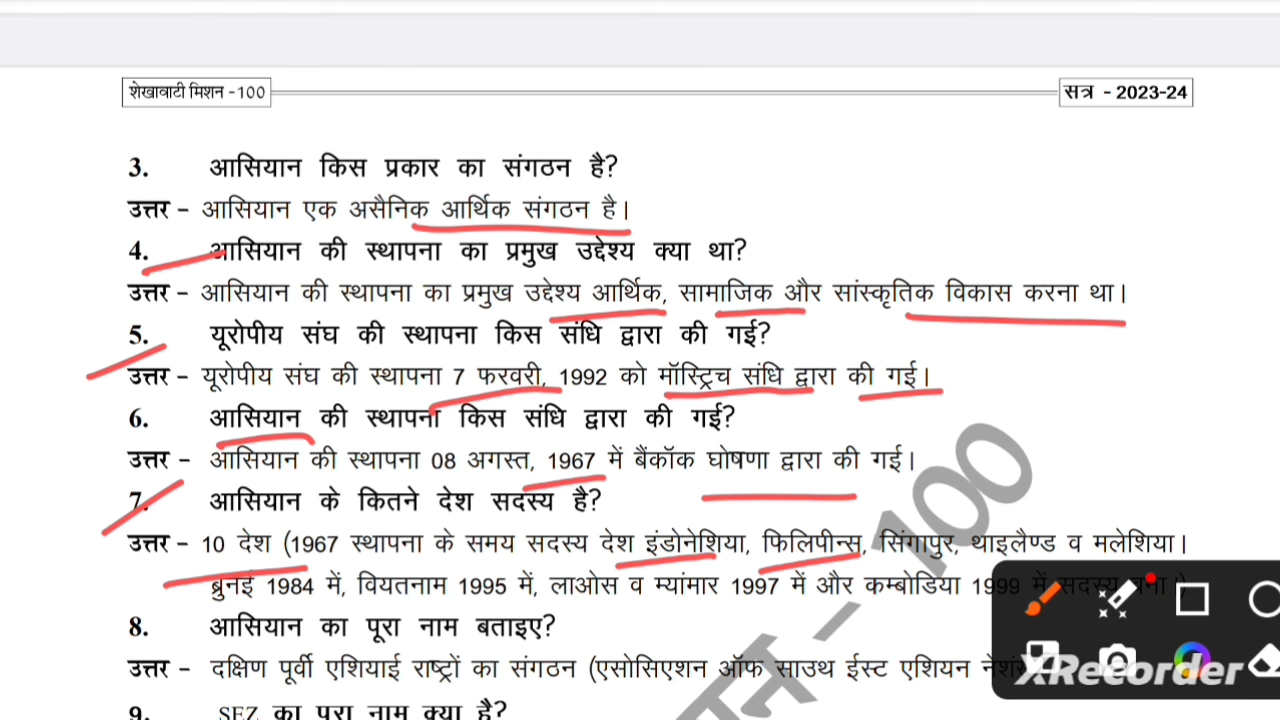 शेखावाटी मिशन -100
सत्र - 2023-24
3. आसियान किस प्रकार का संगठन है?
उत्तर – आसियान एक असैनिक आर्थिक संगठन है।
4. आसियान की स्थापना का प्रमुख उद्देश्य क्या था?
उत्तर – आसियान की स्थापना का प्रमुख उद्देश्य आर्थिक, सामाजिक और सांस्कृतिक विकास करना था।
5. यूरोपीय संघ की स्थापना किस संधि द्वारा की गई?
उत्तर – यूरोपीय संघ की स्थापना 7 फरवरी, 1992 को मॉस्ट्रिच संधि द्वारा की गई।
6. आसियान की स्थापना किस संधि द्वारा की गई?
उत्तर – आसियान की स्थापना 08 अगस्त, 1967 में बैंकॉक घोषणा द्वारा की गई।
7. आसियान के कितने देश सदस्य है?
उत्तर – 10 देश (1967 स्थापना के समय सदस्य देश इंडोनेशिया, फिलिपीन्स, सिंगापुर, थाइलैण्ड व मलेशिया।
ब्रुनई 1984 में, वियतनाम 1995 में, लाओस व म्यांमार 1997 में और कम्बोडिया 1999 में सदस्य बना।)
8. आसियान का पूरा नाम बताइए?
उत्तर – दक्षिण पूर्वी एशियाई राष्ट्रों का संगठन (एसोसिएशन ऑफ साउथ ईस्ट एशियन
9. SEZ का पूरा नाम क्या है?
– 100
XRecorder